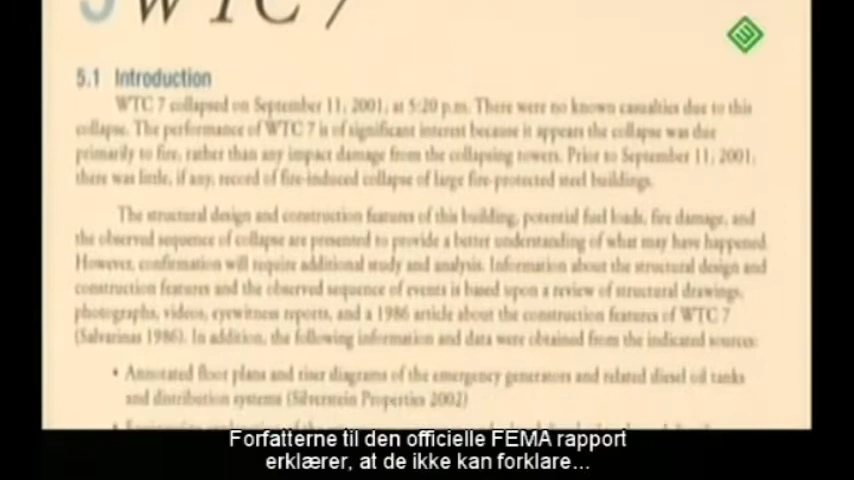 5 WTC 7
5.1 Introduction
WTC 7 collapsed on September 11, 2001, at 5:20 p.m. There were no known casualties due to this
collapse. The performance of WTC 7 is of significant interest because it appears the collapse was due
primarily to fire, rather than any impact damage from the collapsing towers. Prior to September 11, 2001,
there was little, if any, record of fire-induced collapse of large fire-protected steel buildings.
The structural design and construction features of this building, potential fuel loads, fire damage, and
the observed sequence of collapse are presented to provide a better understanding of what may have happened.
However, confirmation will require additional study and analysis. Information about the structural design and
construction features and the observed sequence of events is based upon a review of structural drawings,
photographs, videos, eyewitness reports, and a 1986 article about the construction features of WTC 7
(Salvarinas 1986). In addition, the following information and data were obtained from the indicated sources:
• Annotated floor plans and riser diagrams of the emergency generators and related diesel oil tanks
and distribution systems (Silverstein Properties 2002)
Forfatterne til den officielle FEMA rapport
erklærer, at de ikke kan forklare...